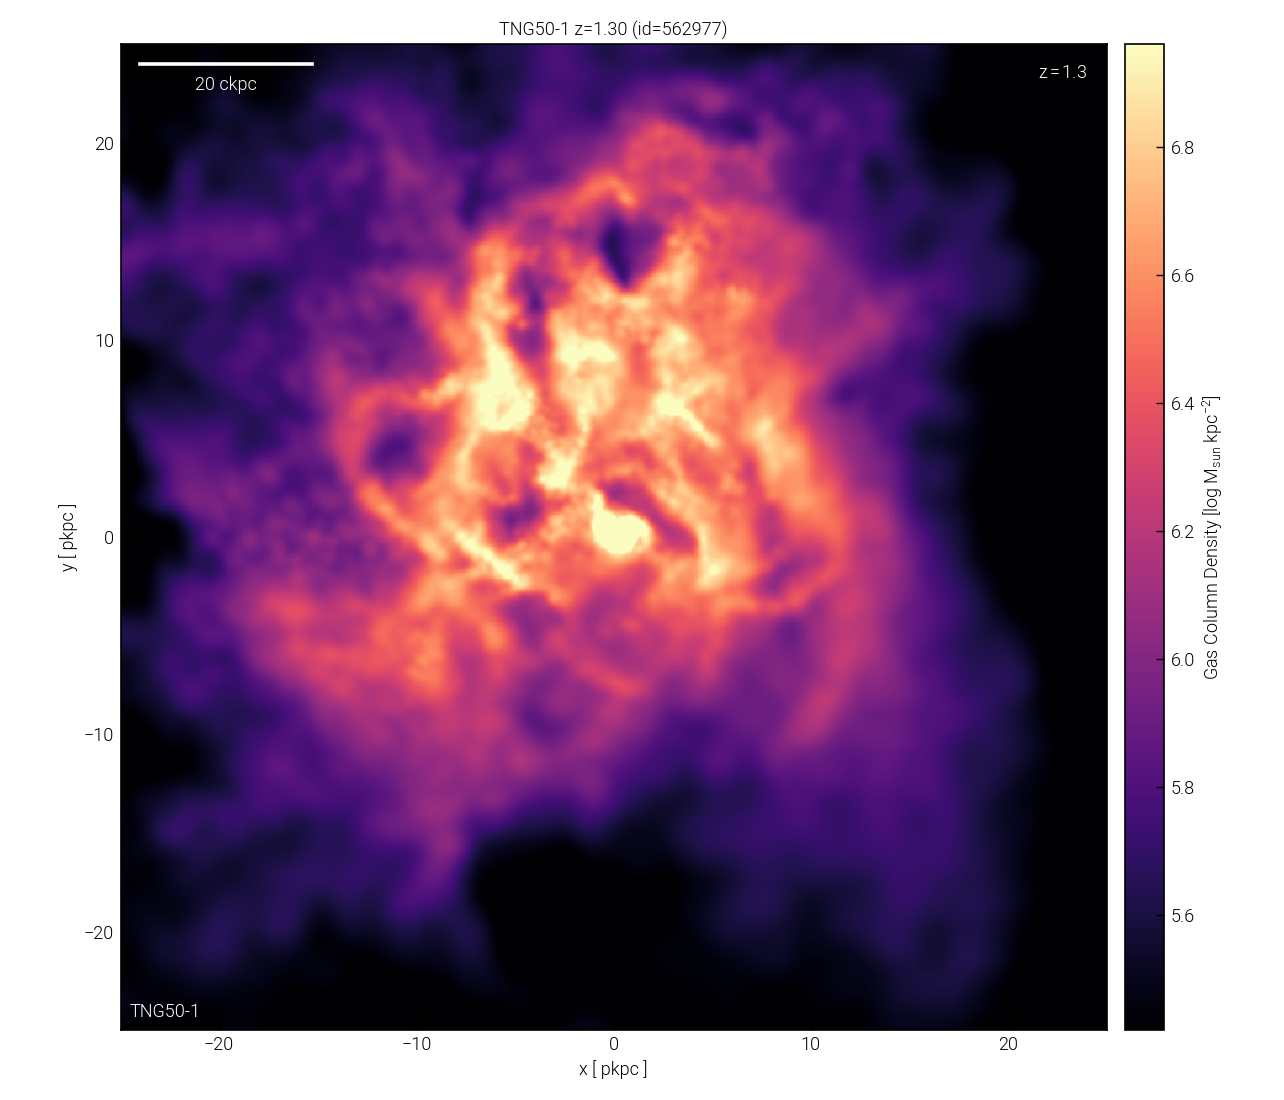 TNG50-1 z=1.30 (id=562977)
20 ckpc
z=1.3
TNG50-1
20
10
0
−10
−20
y [ pkpc ]
−20
−10
0
10
20
x [ pkpc ]
6.8
6.6
6.4
6.2
6.0
5.8
5.6
Gas Column Density [log M_sun kpc⁻²]